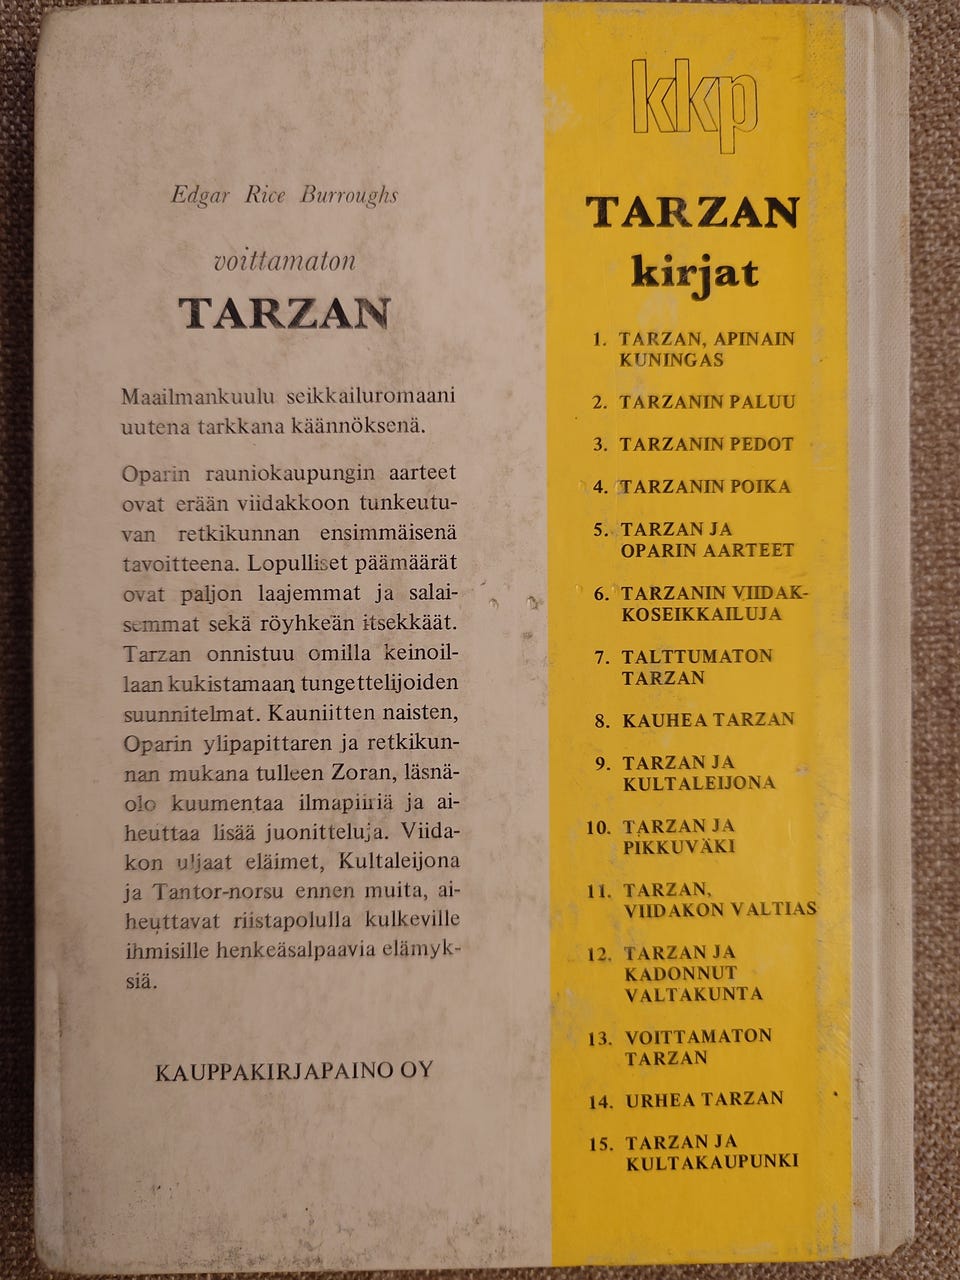 Edgar Rice Burroughs
voittamaton
TARZAN
Maailmankuulu seikkailuromaani
uutena tarkkana käännöksenä.
Oparin rauniokaupungin aarteet
ovat erään viidakkoon tunkeutu-
van retkikunnan ensimmäisenä
tavoitteena. Lopulliset päämäärät
ovat paljon laajemmat ja salai-
semmat sekä röyhkeän itsekkäät.
Tarzan onnistuu omilla keinoil-
laan kukistamaan tungettelijoiden
suunnitelmat. Kauniitten naisten,
Oparin ylipapittaren ja retkikun-
nan mukana tulleen Zoran, läsnä-
olo kuumentaa ilmapiiriä ja ai-
heuttaa lisää juonitteluja. Viida-
kon uljaat eläimet, Kultaleijona
ja Tantor-norsu ennen muita, ai-
heuttavat riistapolulla kulkeville
ihmisille henkeäsalpaavia elämyk-
siä.
KAUPPAKIRJAPAINO OY
kkp
TARZAN
kirjat
1. TARZAN, APINAIN
KUNINGAS
2. TARZANIN PALUU
3. TARZANIN PEDOT
4. TARZANIN POIKA
5. TARZAN JA
OPARIN AARTEET
6. TARZANIN VIIDAK-
KOSEIKKAILUJA
7. TALTTUMATON
TARZAN
8. KAUHEA TARZAN
9. TARZAN JA
KULTALEIJONA
10. TARZAN JA
PIKKUVÄKI
11. TARZAN,
VIIDAKON VALTIAS
12. TARZAN JA
KADONNUT
VALTAKUNTA
13. VOITTAMATON
TARZAN
14. URHEA TARZAN
15. TARZAN JA
KULTAKAUPUNKI